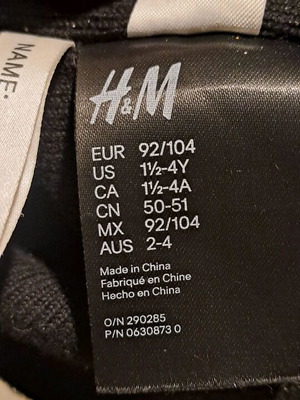 NAME:
H&M
EUR 92/104
US 1½-4Y
CA 1½-4A
CN 50-51
MX 92/104
AUS 2-4
Made in China
Fabriqué en Chine
Hecho en China
O/N 290285
P/N 0630873 0